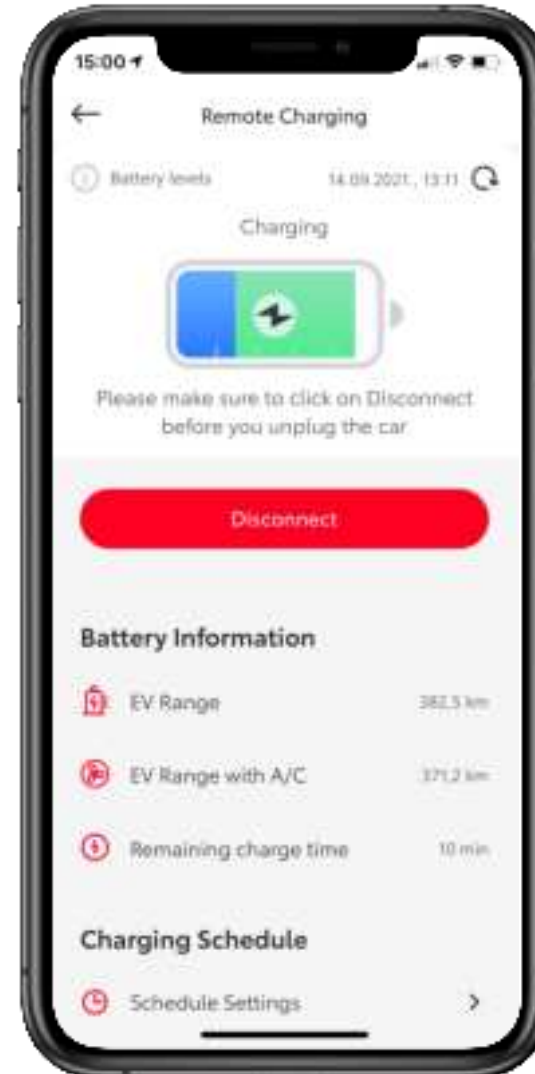 15:00
Remote Charging
Battery levels
14.09.2021., 13:11
Charging
Please make sure to click on Disconnect
before you unplug the car
Disconnect
Battery Information
EV Range
382,5 km
EV Range with A/C
371,2 km
Remaining charge time
10 min
Charging Schedule
Schedule Settings